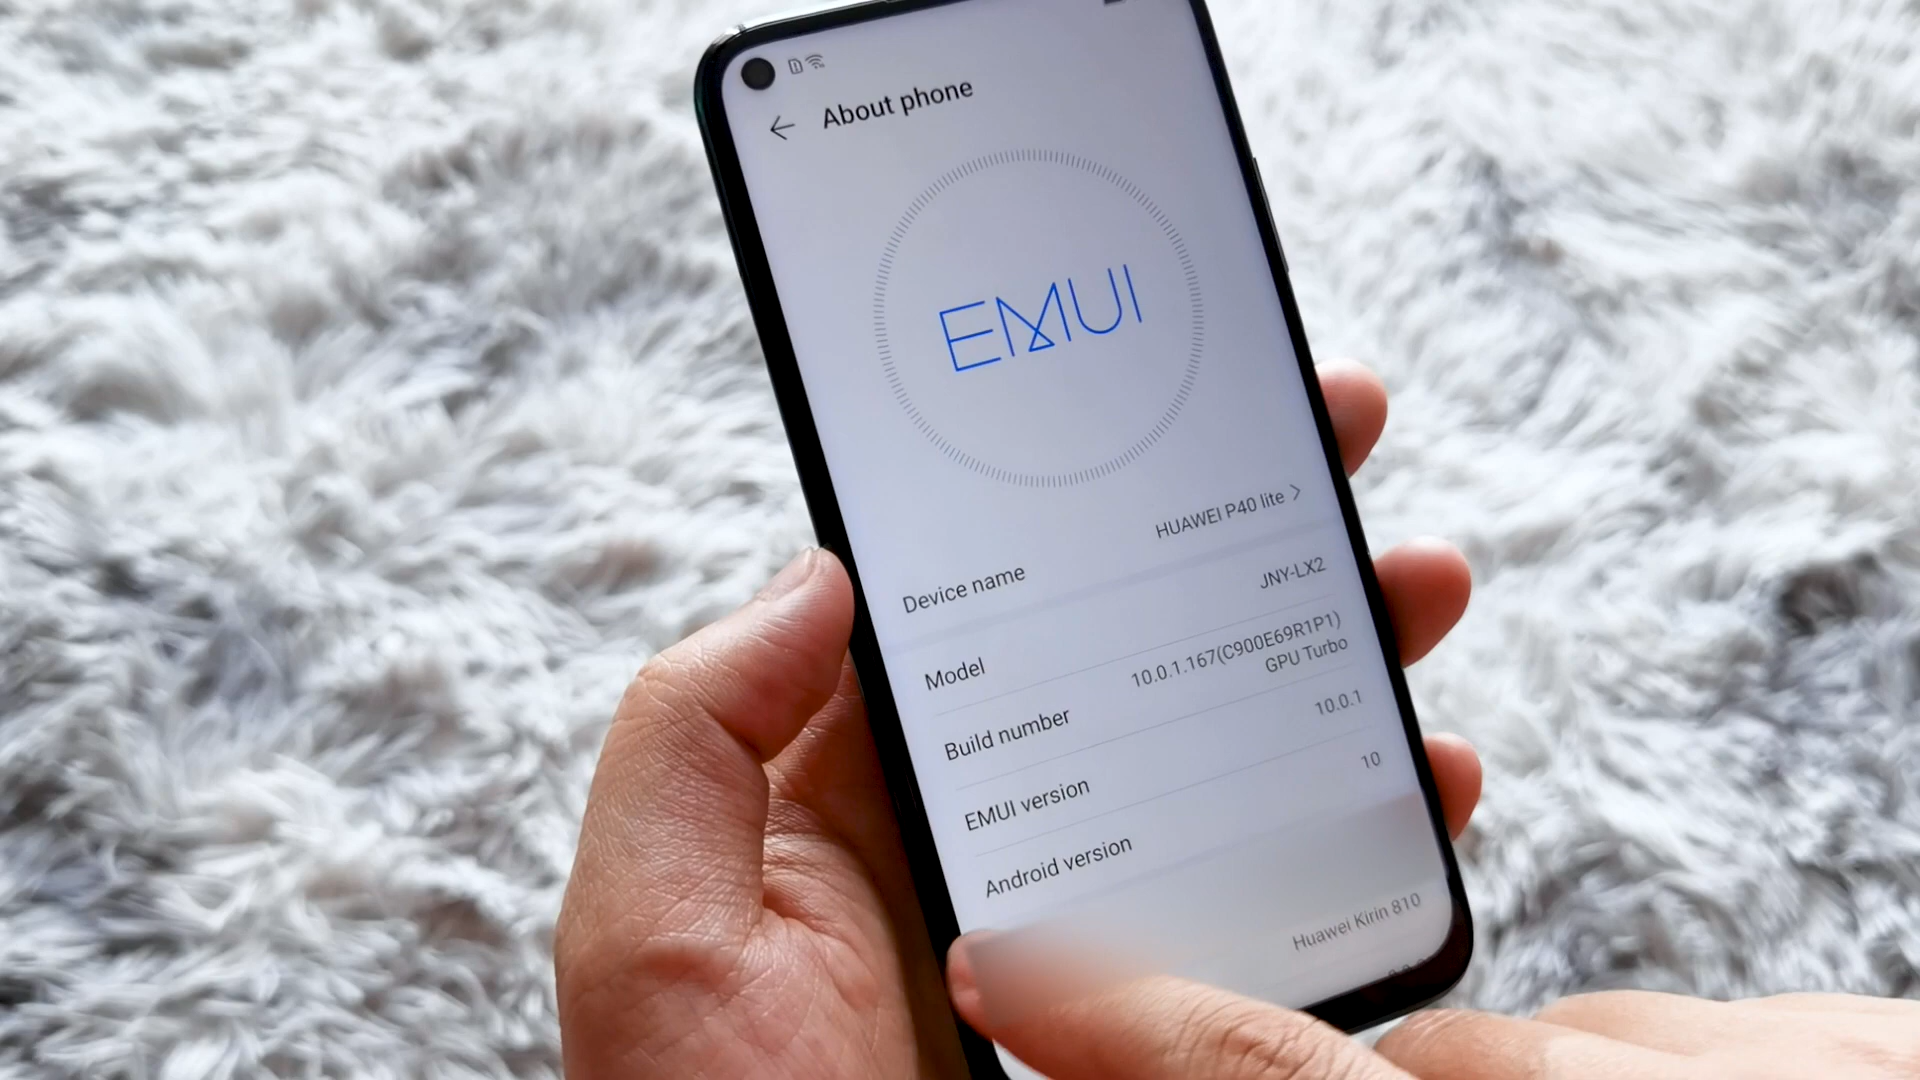 About phone
EMUI
Device name HUAWEI P40 lite
Model JNY-LX2
Build number 10.0.1.167(C900E69R1P1)
GPU Turbo
EMUI version 10.0.1
Android version 10
Huawei Kirin 810